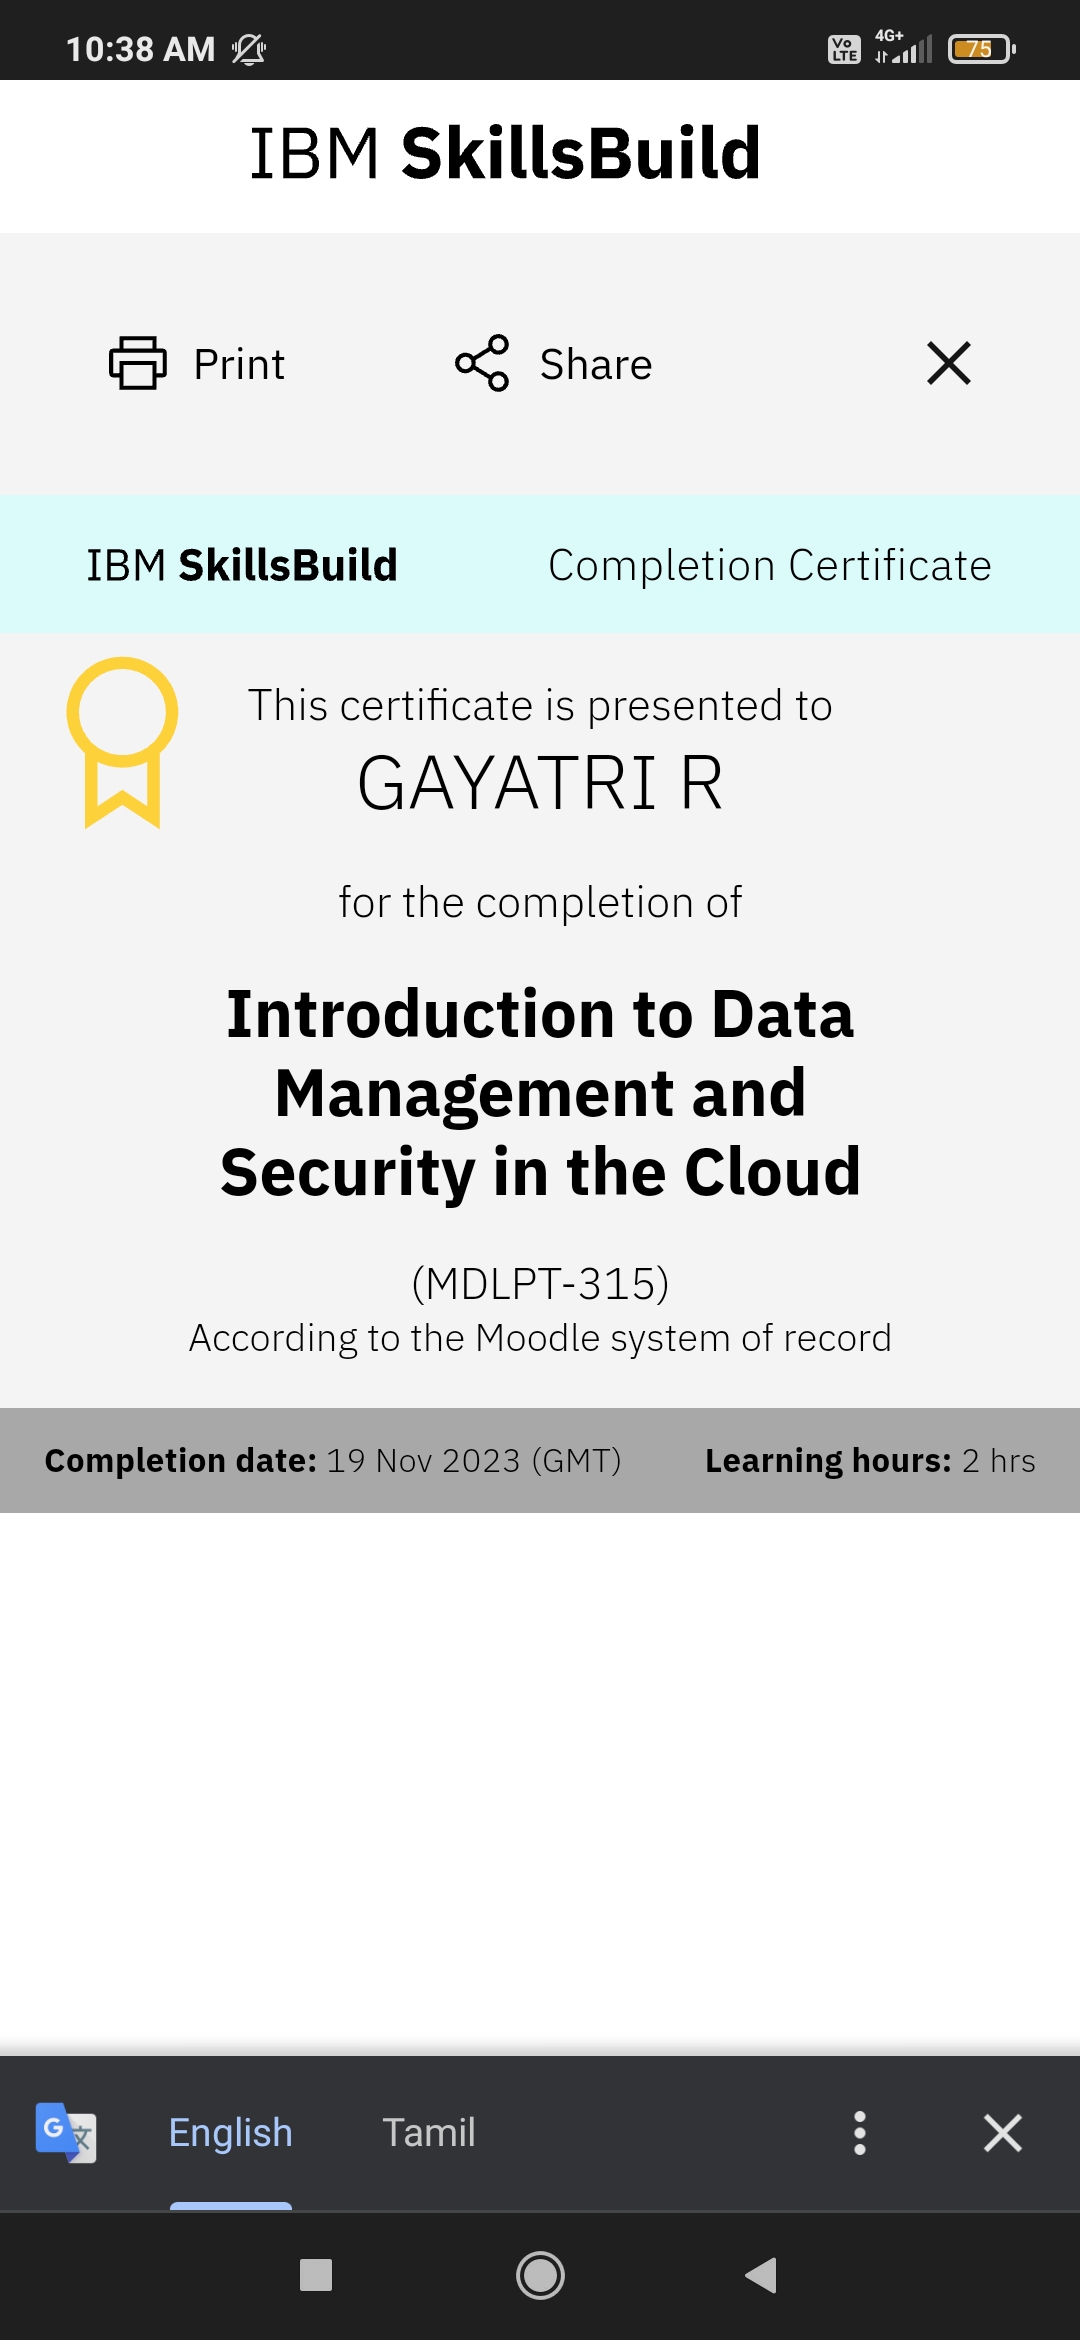 10:38 AM
Vo LTE 4G+ 75
IBM SkillsBuild
Print Share
IBM SkillsBuild Completion Certificate
This certificate is presented to
GAYATRI R
for the completion of
Introduction to Data
Management and
Security in the Cloud
(MDLPT-315)
According to the Moodle system of record
Completion date: 19 Nov 2023 (GMT) Learning hours: 2 hrs
G 文 English Tamil